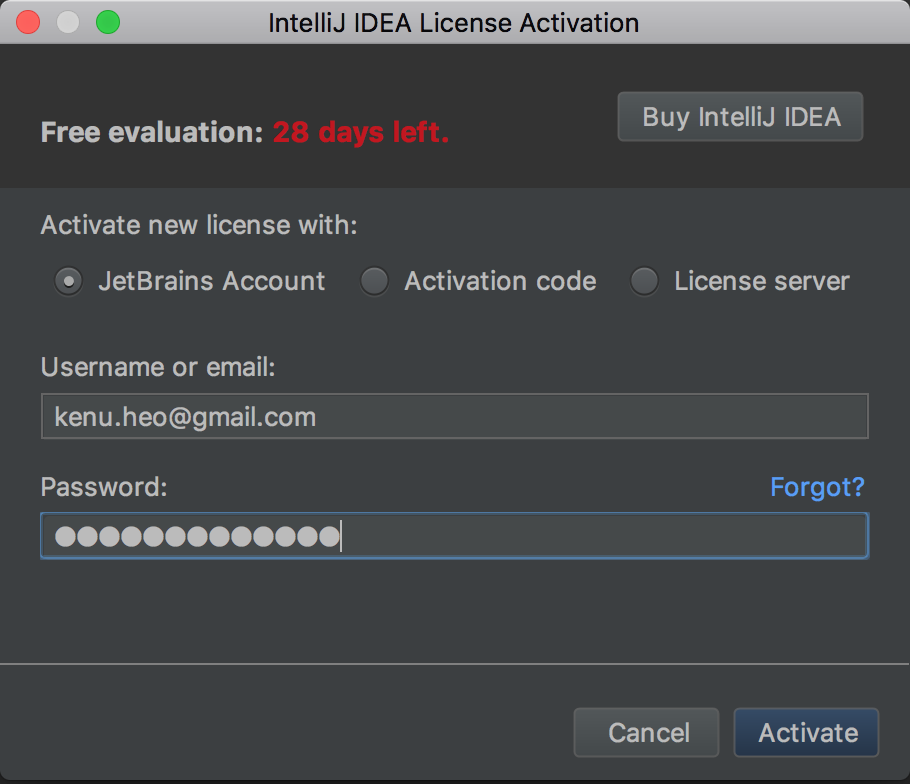 IntelliJ IDEA License Activation
Free evaluation: 28 days left.
Buy IntelliJ IDEA
Activate new license with:
JetBrains Account Activation code License server
Username or email:
kenu.heo@gmail.com
Password: Forgot?
●●●●●●●●●●●●●
Cancel Activate